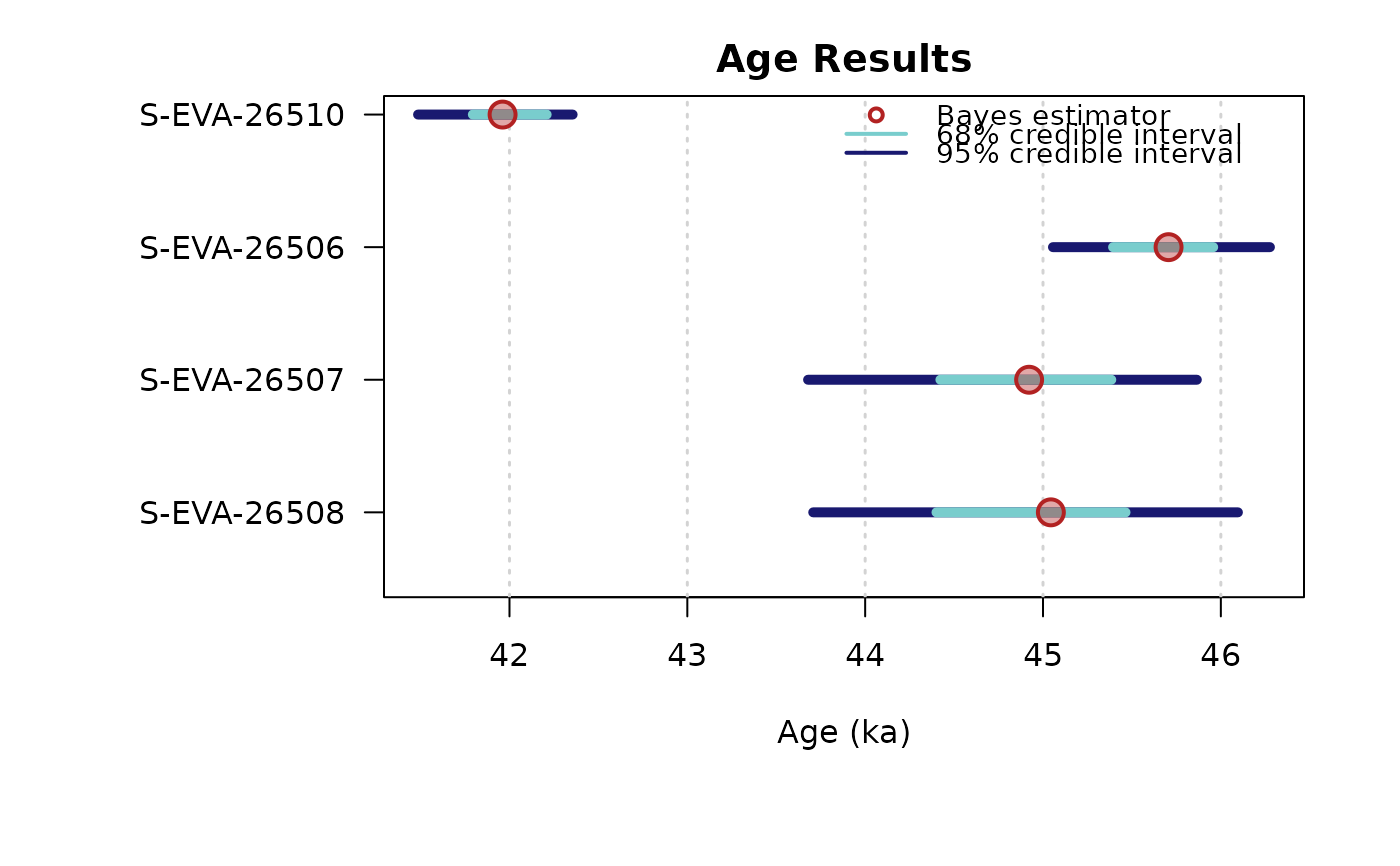 Age Results
S-EVA-26510
Bayes estimator
68% credible interval
95% credible interval
S-EVA-26506
S-EVA-26507
S-EVA-26508
42 43 44 45 46
Age (ka)